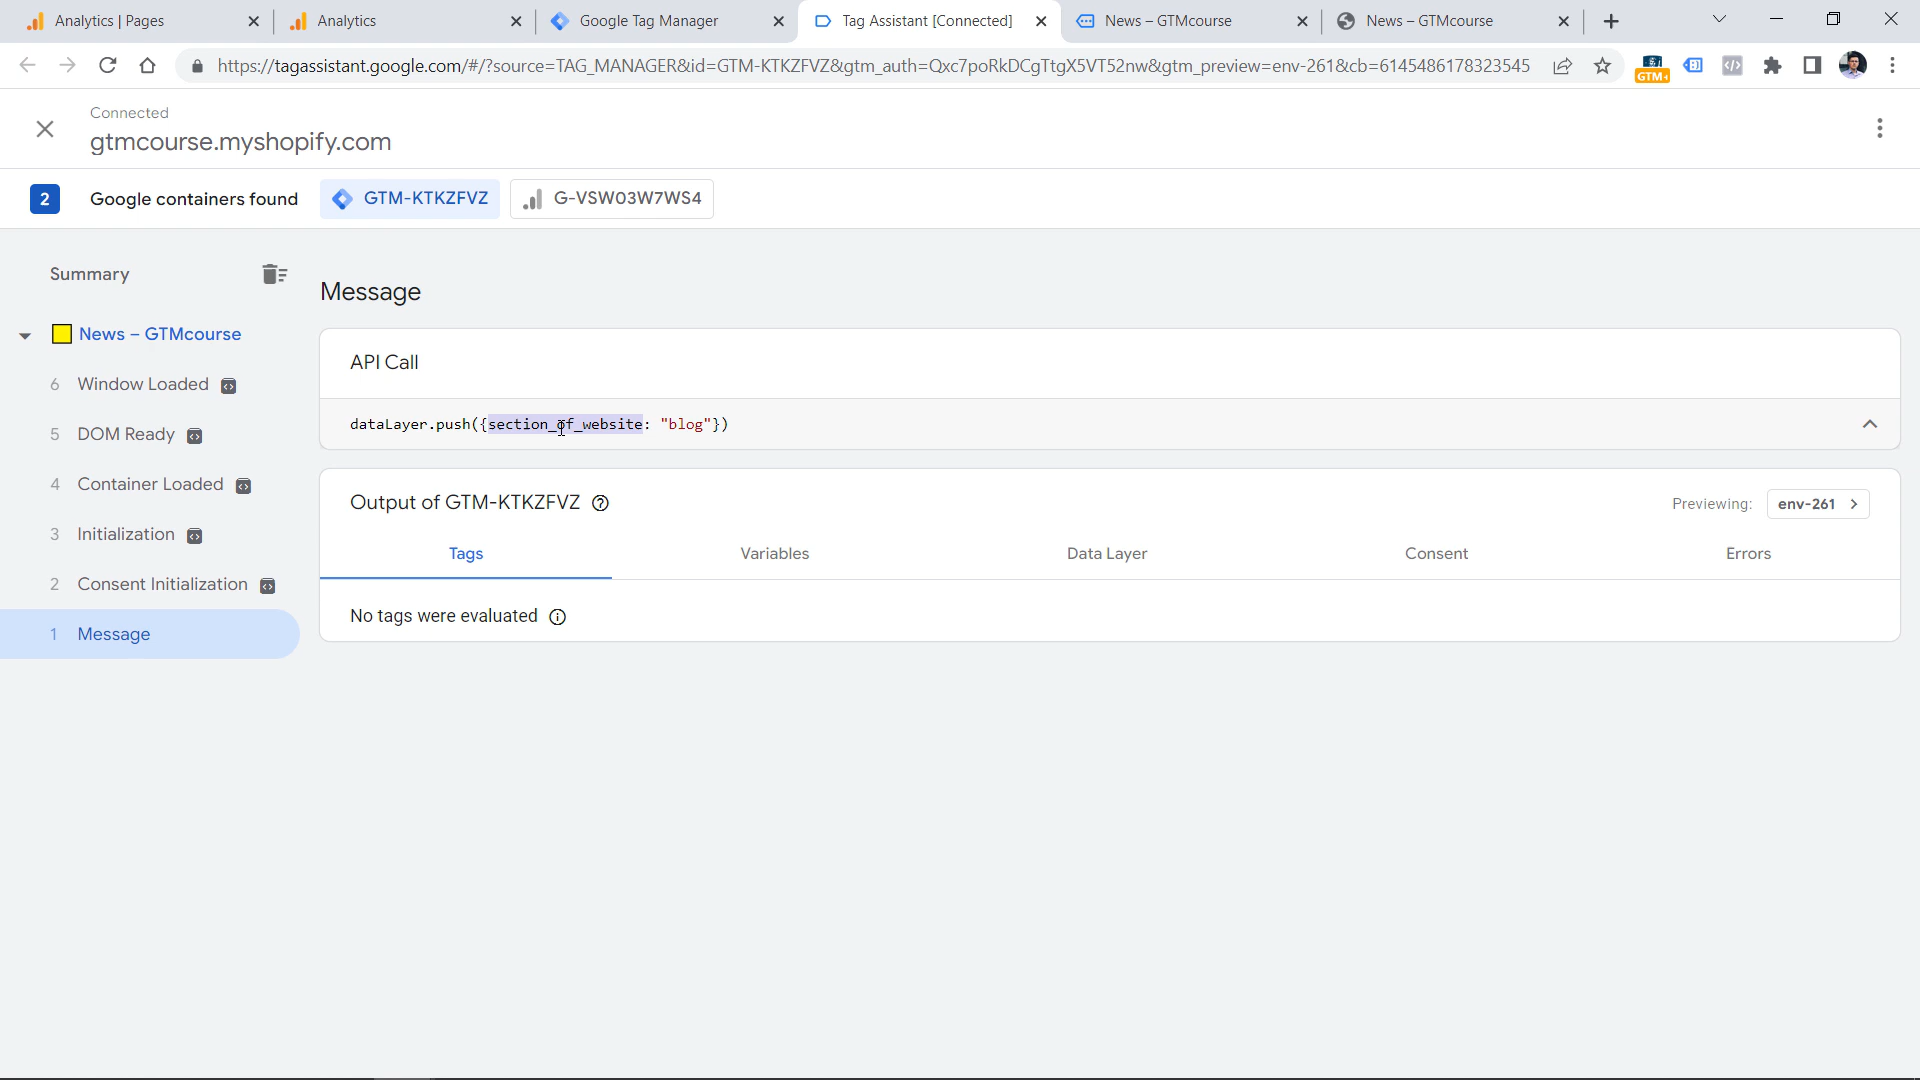 Analytics | Pages
Analytics
Google Tag Manager
Tag Assistant [Connected]
News – GTMcourse
News – GTMcourse
https://tagassistant.google.com/#/?source=TAG_MANAGER&id=GTM-KTKZFVZ&gtm_auth=Qxc7poRkDCgTtgX5VT52nw&gtm_preview=env-261&cb=6145486178323545
GTM
Connected
gtmcourse.myshopify.com
2
Google containers found
GTM-KTKZFVZ
G-VSW03W7WS4
Summary
News – GTMcourse
6 Window Loaded
5 DOM Ready
4 Container Loaded
3 Initialization
2 Consent Initialization
1 Message
Message
API Call
dataLayer.push({section_of_website: "blog"})
Output of GTM-KTKZFVZ
Previewing: env-261
Tags
Variables
Data Layer
Consent
Errors
No tags were evaluated